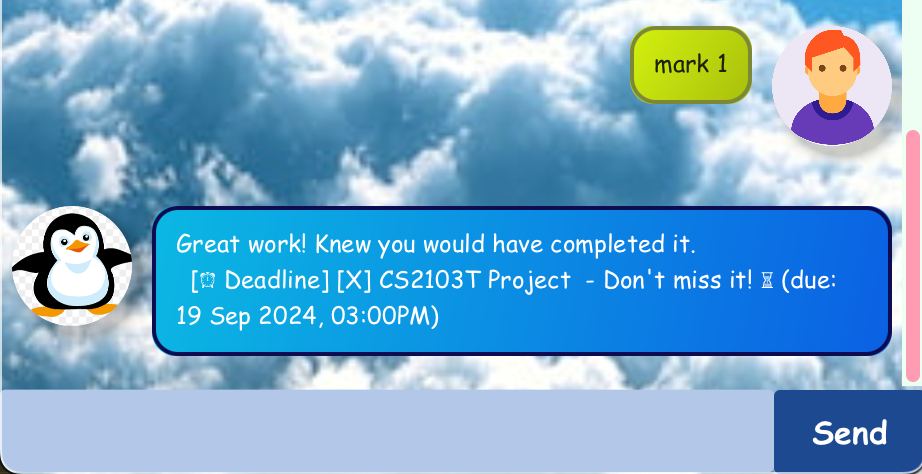 mark 1
Great work! Knew you would have completed it.
[⏰ Deadline] [X] CS2103T Project  - Don't miss it! ⏳ (due:
19 Sep 2024, 03:00PM)
Send